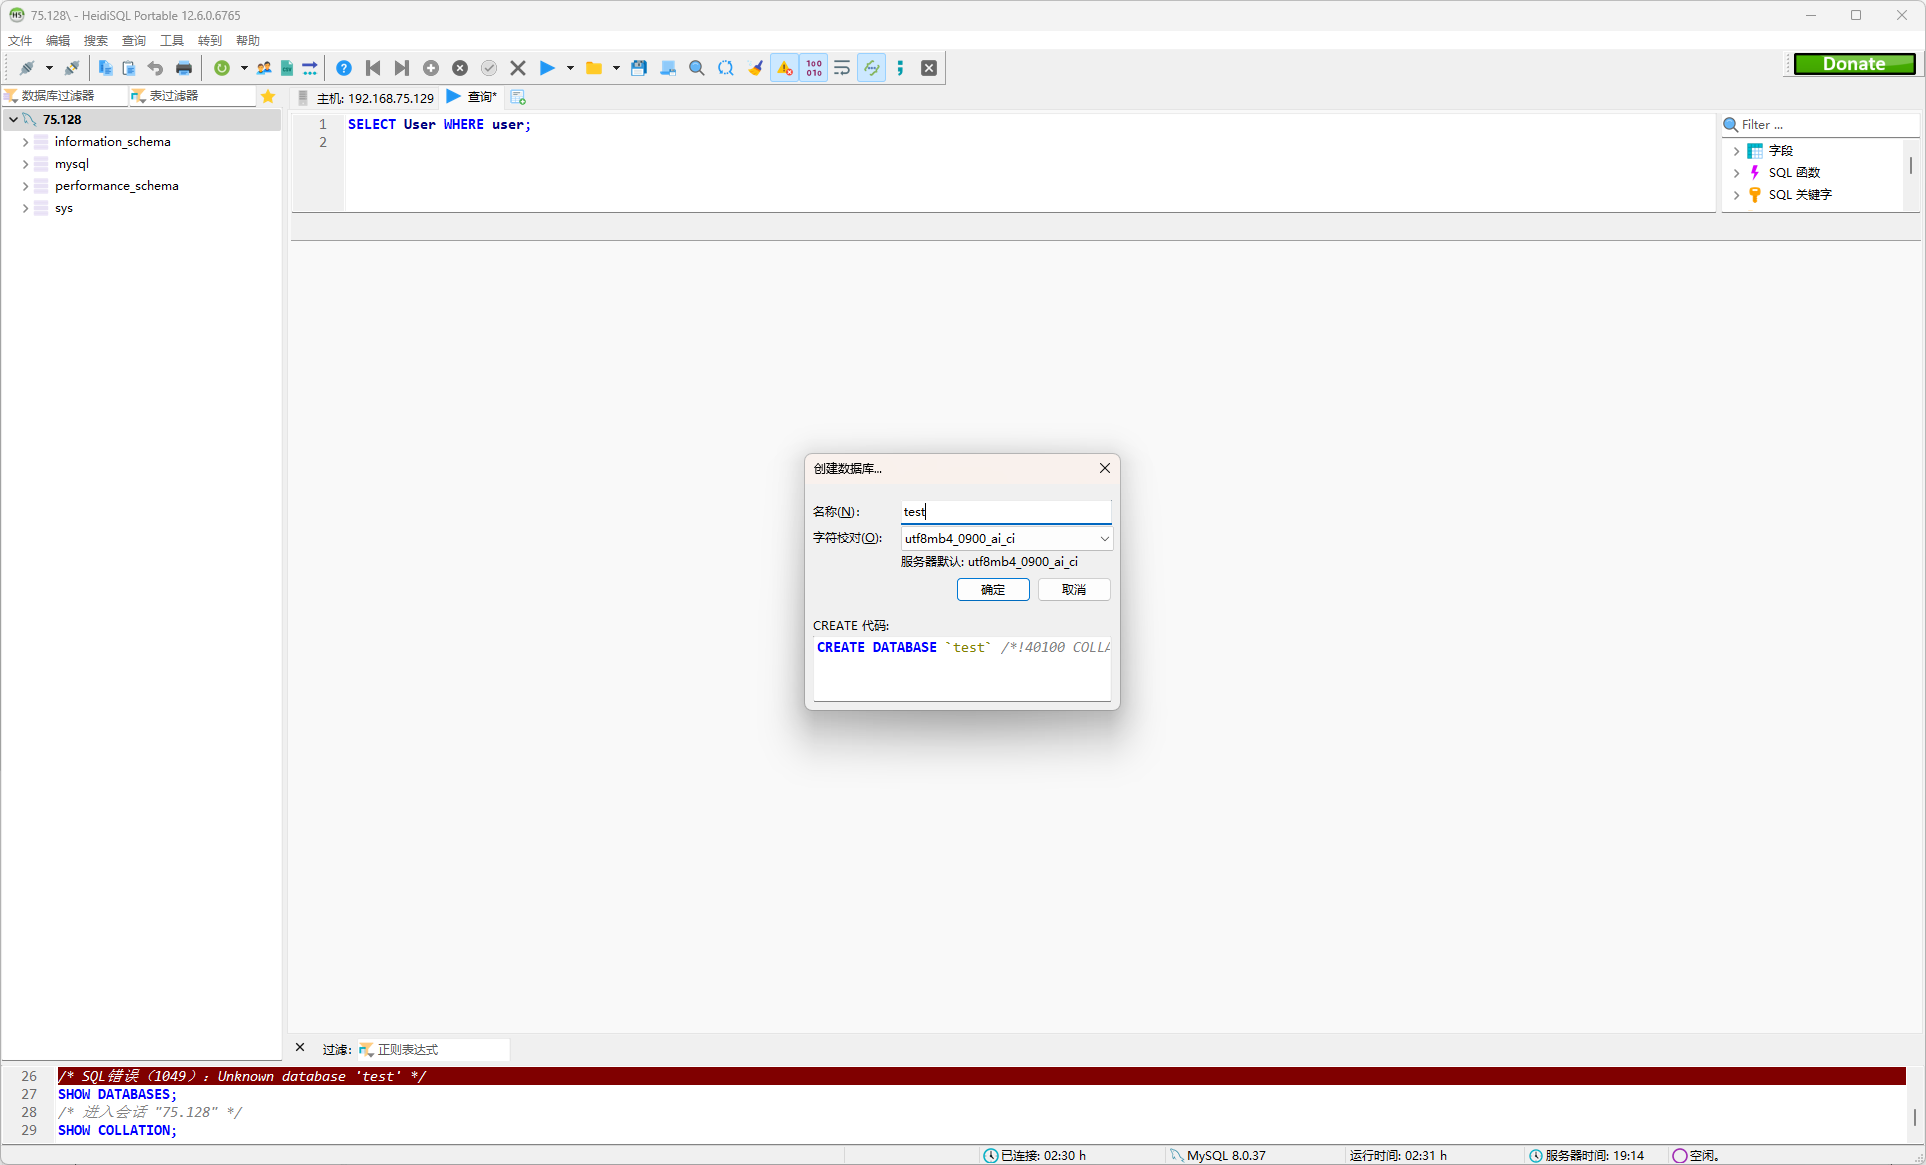 75.128\ - HeidiSQL Portable 12.6.0.6765
文件 编辑 搜索 查询 工具 转到 帮助
Donate
数据库过滤器 表过滤器
主机: 192.168.75.129 查询*
75.128
information_schema
mysql
performance_schema
sys
1 SELECT User WHERE user;
2
Filter ...
字段
SQL 函数
SQL 关键字
创建数据库...
名称(N): test
字符校对(O): utf8mb4_0900_ai_ci
服务器默认: utf8mb4_0900_ai_ci
确定 取消
CREATE 代码:
CREATE DATABASE `test` /*!40100 COLLA
过滤: 正则表达式
26 /* SQL错误（1049）：Unknown database 'test' */
27 SHOW DATABASES;
28 /* 进入会话 "75.128" */
29 SHOW COLLATION;
已连接: 02:30 h MySQL 8.0.37 运行时间: 02:31 h 服务器时间: 19:14 空闲。